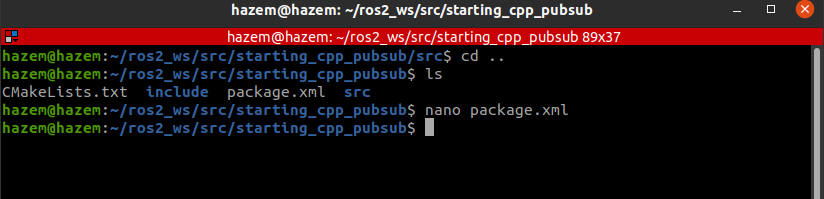 hazem@hazem: ~/ros2_ws/src/starting_cpp_pubsub
hazem@hazem: ~/ros2_ws/src/starting_cpp_pubsub 89x37
hazem@hazem:~/ros2_ws/src/starting_cpp_pubsub/src$ cd ..
hazem@hazem:~/ros2_ws/src/starting_cpp_pubsub$ ls
CMakeLists.txt  include  package.xml  src
hazem@hazem:~/ros2_ws/src/starting_cpp_pubsub$ nano package.xml
hazem@hazem:~/ros2_ws/src/starting_cpp_pubsub$